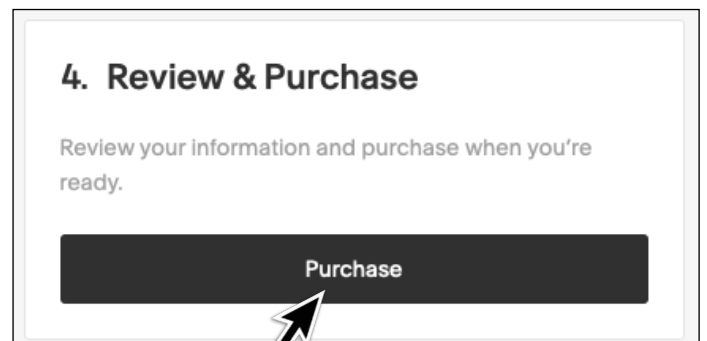 4. Review & Purchase
Review your information and purchase when you're
ready.
Purchase